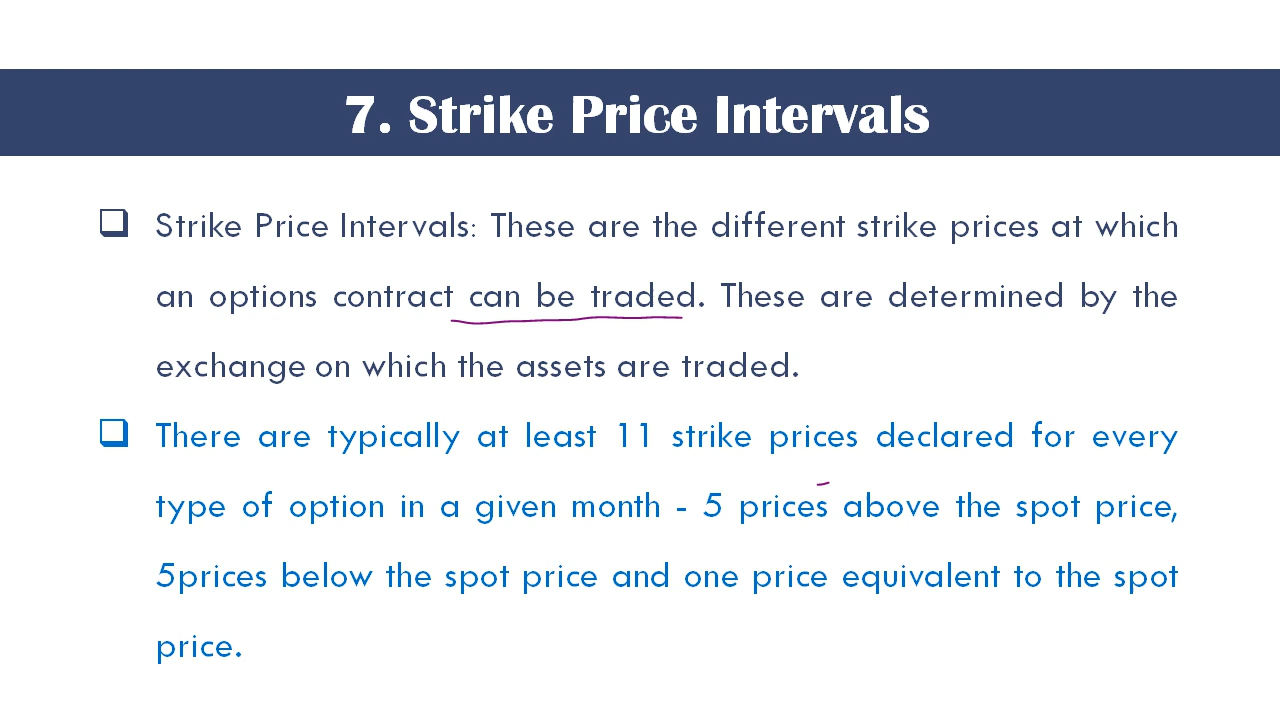 7. Strike Price Intervals
Strike Price Intervals: These are the different strike prices at which
an options contract can be traded. These are determined by the
exchange on which the assets are traded.
There are typically at least 11 strike prices declared for every
type of option in a given month - 5 prices above the spot price,
5prices below the spot price and one price equivalent to the spot
price.